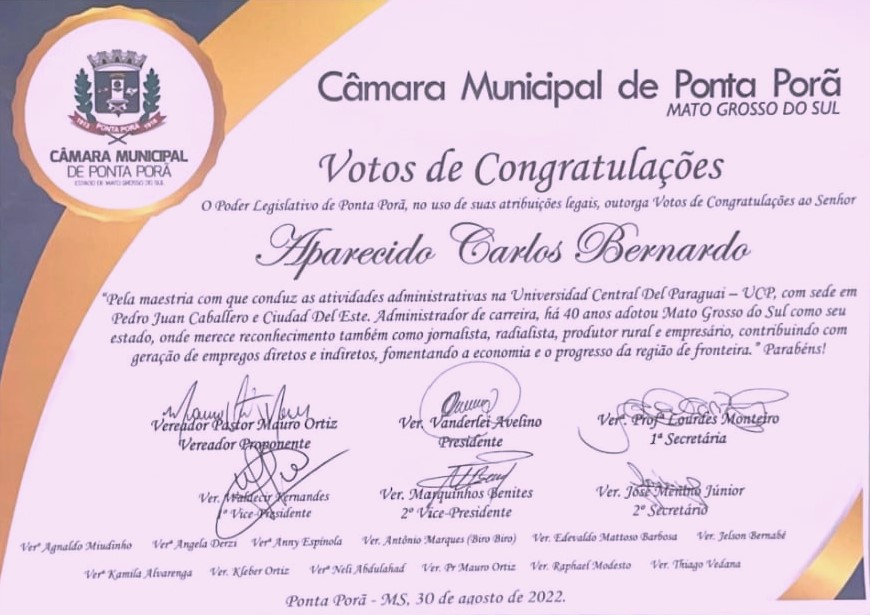 1912 PONTA PORÃ 1915
CÂMARA MUNICIPAL
DE PONTA PORÃ
ESTADO DE MATO GROSSO DO SUL
Câmara Municipal de Ponta Porã
MATO GROSSO DO SUL
Votos de Congratulações
O Poder Legislativo de Ponta Porã, no uso de suas atribuições legais, outorga Votos de Congratulações ao Senhor
Aparecido Carlos Bernardo
"Pela maestria com que conduz as atividades administrativas na Universidad Central Del Paraguai – UCP, com sede em
Pedro Juan Caballero e Ciudad Del Este. Administrador de carreira, há 40 anos adotou Mato Grosso do Sul como seu
estado, onde merece reconhecimento também como jornalista, radialista, produtor rural e empresário, contribuindo com
geração de empregos diretos e indiretos, fomentando a economia e o progresso da região de fronteira." Parabéns!
Vereador Pastor Mauro Ortiz Ver. Vanderlei Avelino Verª. Profª Lourdes Monteiro
Vereador Proponente Presidente 1ª Secretária
Ver. Waldecir Fernandes Ver. Marquinhos Benites Ver. José Mentho Júnior
1º Vice-Presidente 2º Vice-Presidente 2º Secretário
Verª Agnaldo Miudinho Verª Angela Derzi Verª Anny Espínola Ver. Antônio Marques (Biro Biro) Ver. Edevaldo Mattoso Barbosa Ver. Jelson Bernabé
Verª Kamila Alvarenga Ver. Kleber Ortiz Verª Neli Abdulahad Ver. Pr Mauro Ortiz Ver. Raphael Modesto Ver. Thiago Vedana
Ponta Porã - MS, 30 de agosto de 2022.